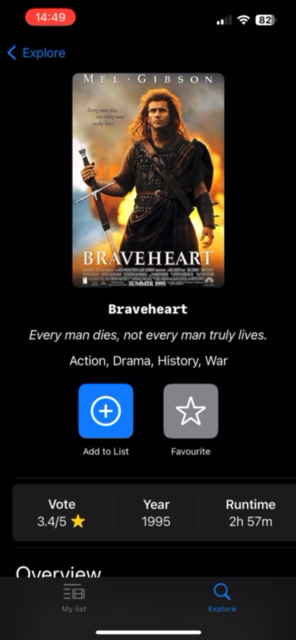 14:49
82
Explore
MEL • GIBSON
Every man dies,
not every man
truly lives.
BRAVEHEART
SUMMER 1995
Braveheart
Every man dies, not every man truly lives.
Action, Drama, History, War
Add to List
Favourite
Vote
Year
Runtime
3.4/5
1995
2h 57m
Overview
My list
Explore